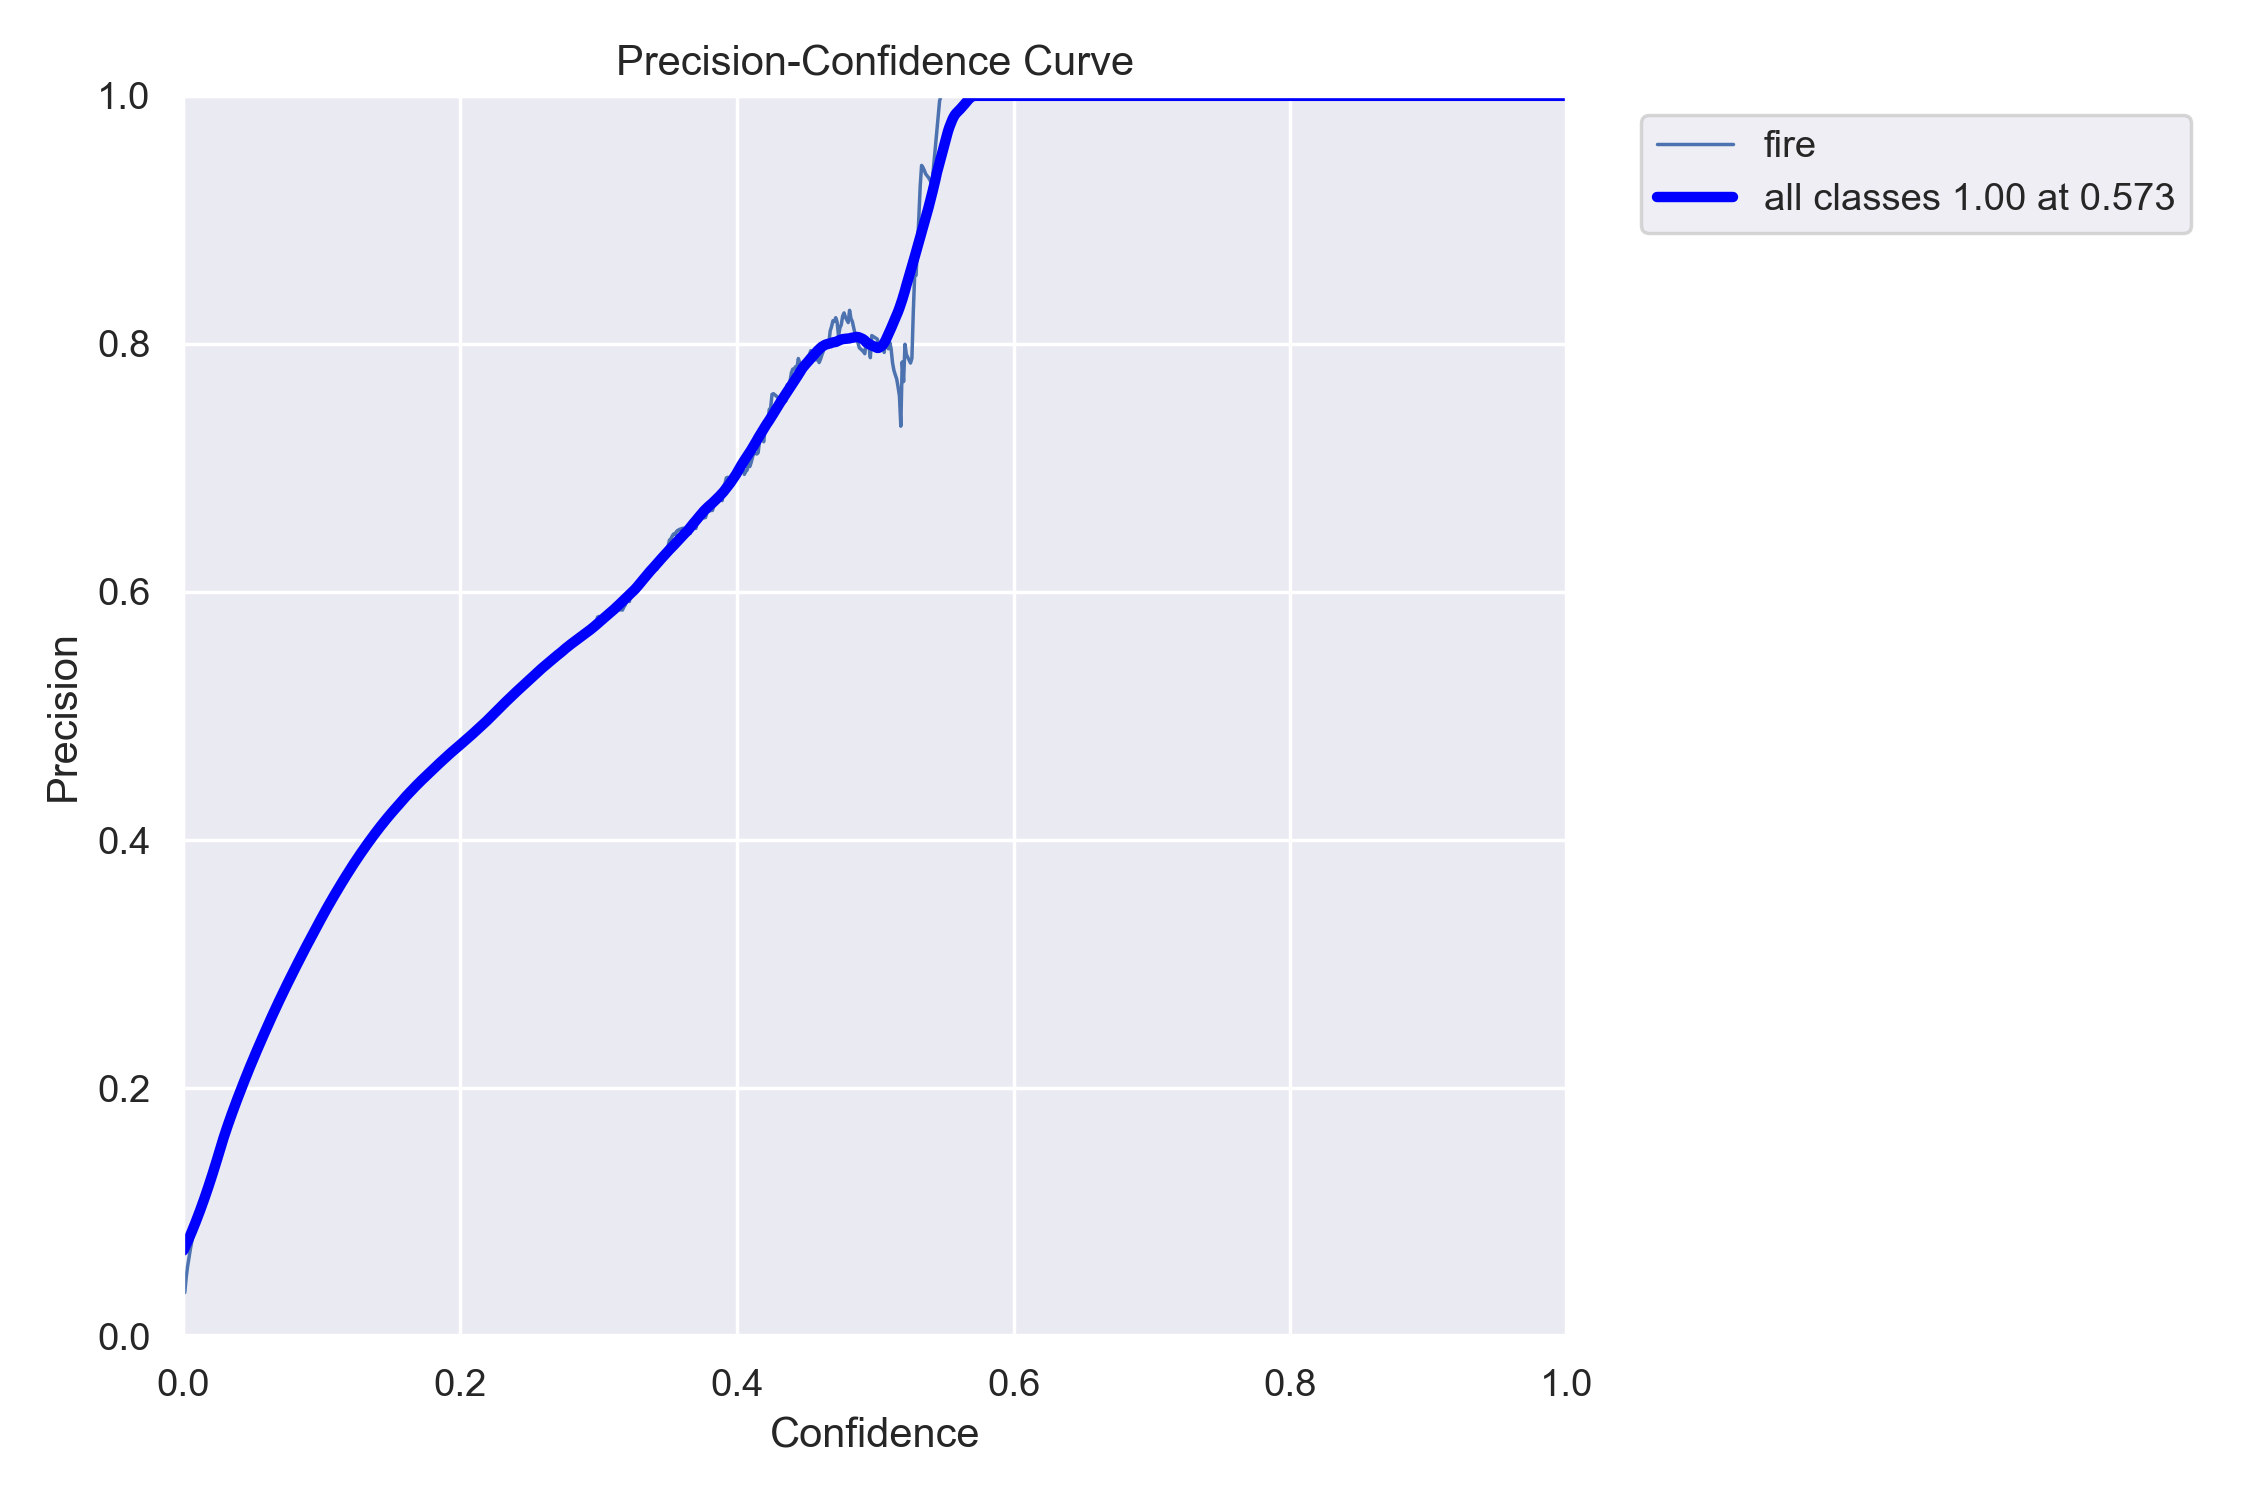 Precision-Confidence Curve
1.0
0.8
0.6
0.4
0.2
0.0
Precision
0.0 0.2 0.4 0.6 0.8 1.0
Confidence
fire
all classes 1.00 at 0.573